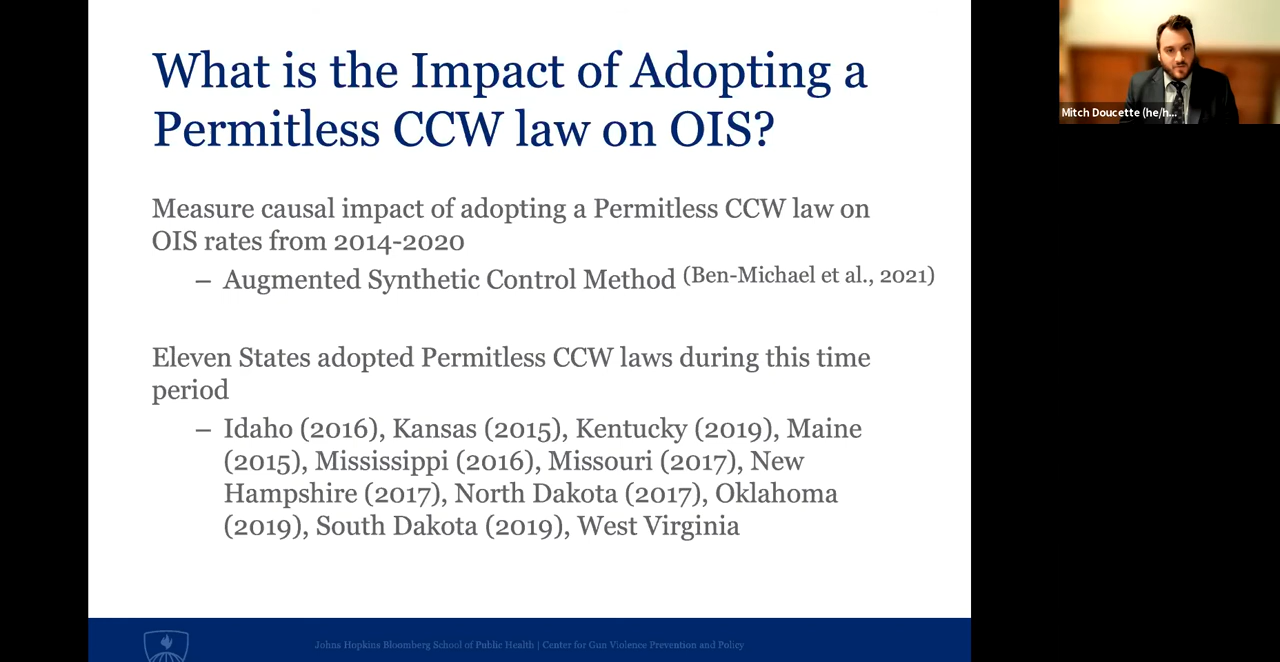 What is the Impact of Adopting a
Permitless CCW law on OIS?
Measure causal impact of adopting a Permitless CCW law on
OIS rates from 2014-2020
– Augmented Synthetic Control Method (Ben-Michael et al., 2021)
Eleven States adopted Permitless CCW laws during this time
period
– Idaho (2016), Kansas (2015), Kentucky (2019), Maine
(2015), Mississippi (2016), Missouri (2017), New
Hampshire (2017), North Dakota (2017), Oklahoma
(2019), South Dakota (2019), West Virginia
Johns Hopkins Bloomberg School of Public Health | Center for Gun Violence Prevention and Policy
Mitch Doucette (he/h...